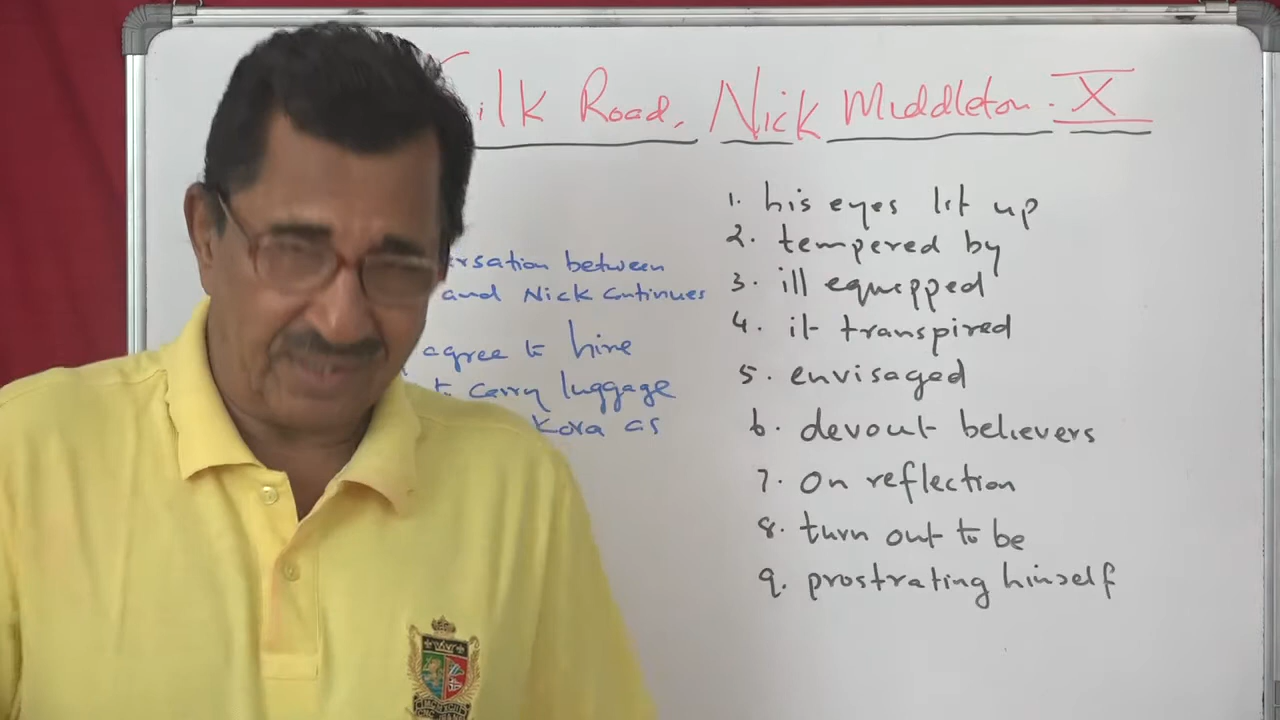 ilk Road, Nick Middleton. X
rsation between
and Nick Continues
agree to hire
to carry luggage
Kora as
1. his eyes lit up
2. tempered by
3. ill equipped
4. it transpired
5. envisaged
6. devout believers
7. On reflection
8. turn out to be
9. prostrating himself